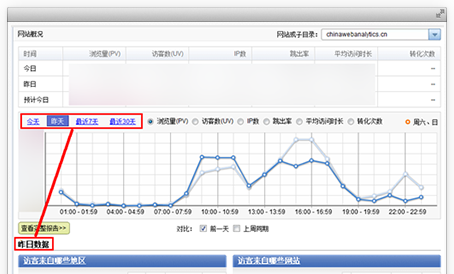 网站概况 网站或子目录： chinawebanalytics.cn
时间 浏览量(PV) 访客数(UV) IP数 跳出率 平均访问时长 转化次数
今日 --
昨日 --
预计今日 --
今天 昨天 最近7天 最近30天 浏览量(PV) 访客数(UV) IP数 跳出率 平均访问时长 转化次数 周六、日
01:00 - 01:59 04:00 - 04:59 07:00 - 07:59 10:00 - 10:59 13:00 - 13:59 16:00 - 16:59 19:00 - 19:59 22:00 - 22:59
查看完整报告>> 对比： 前一天 上周同期
昨日数据
访客来自哪些地区 访客来自哪些网站